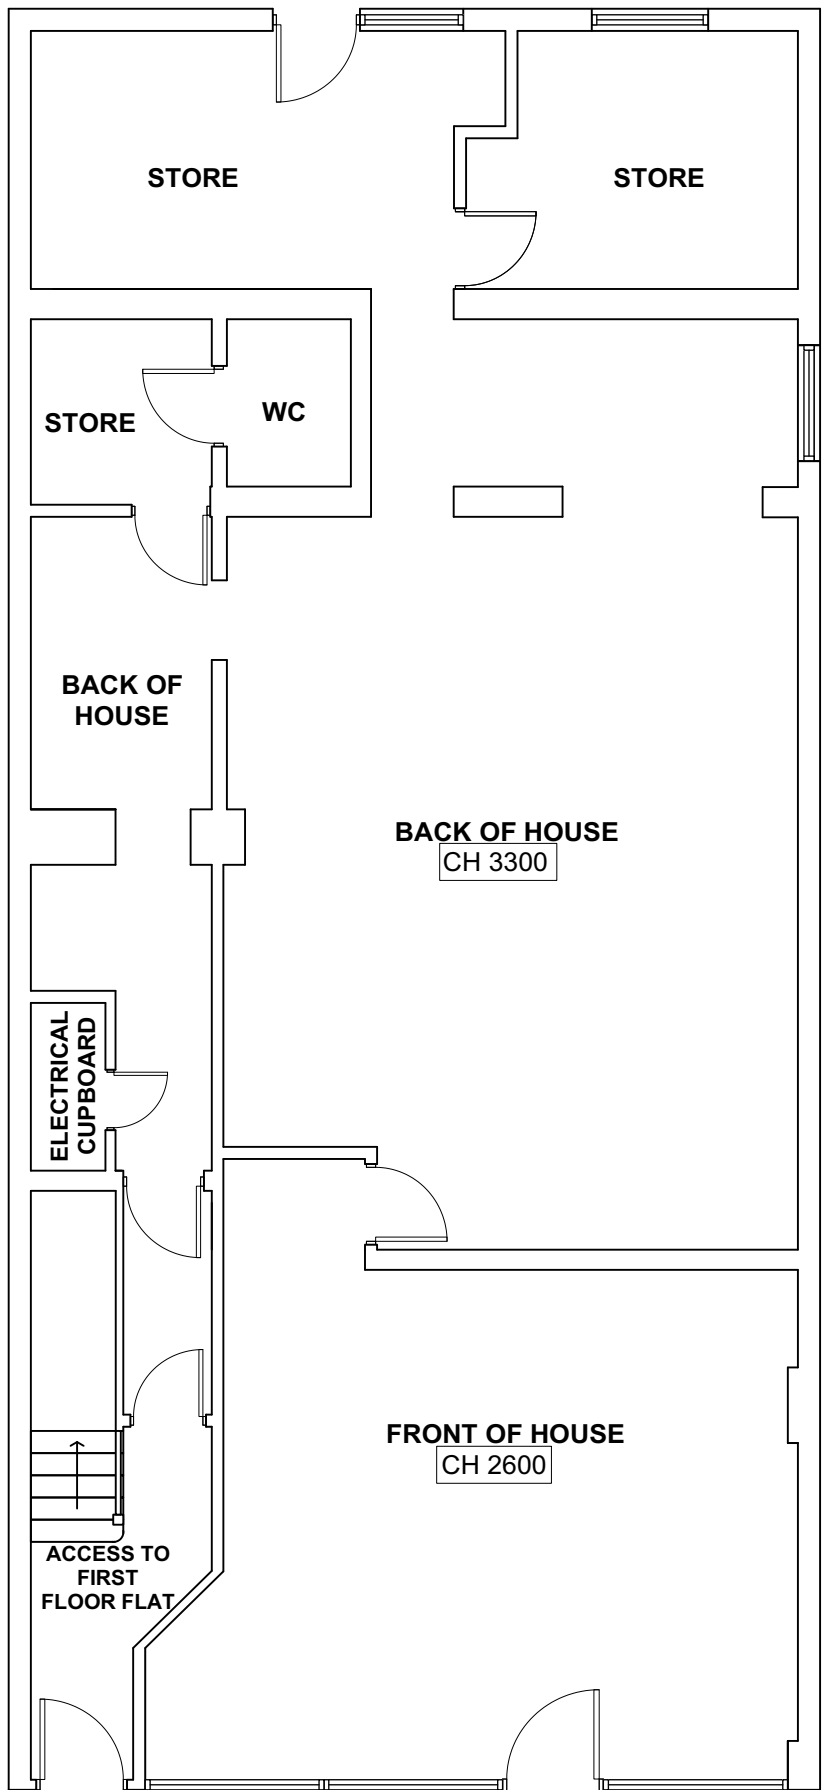 STORE
STORE
STORE
WC
BACK OF
HOUSE
BACK OF HOUSE
CH 3300
ELECTRICAL
CUPBOARD
FRONT OF HOUSE
CH 2600
ACCESS TO
FIRST
FLOOR FLAT